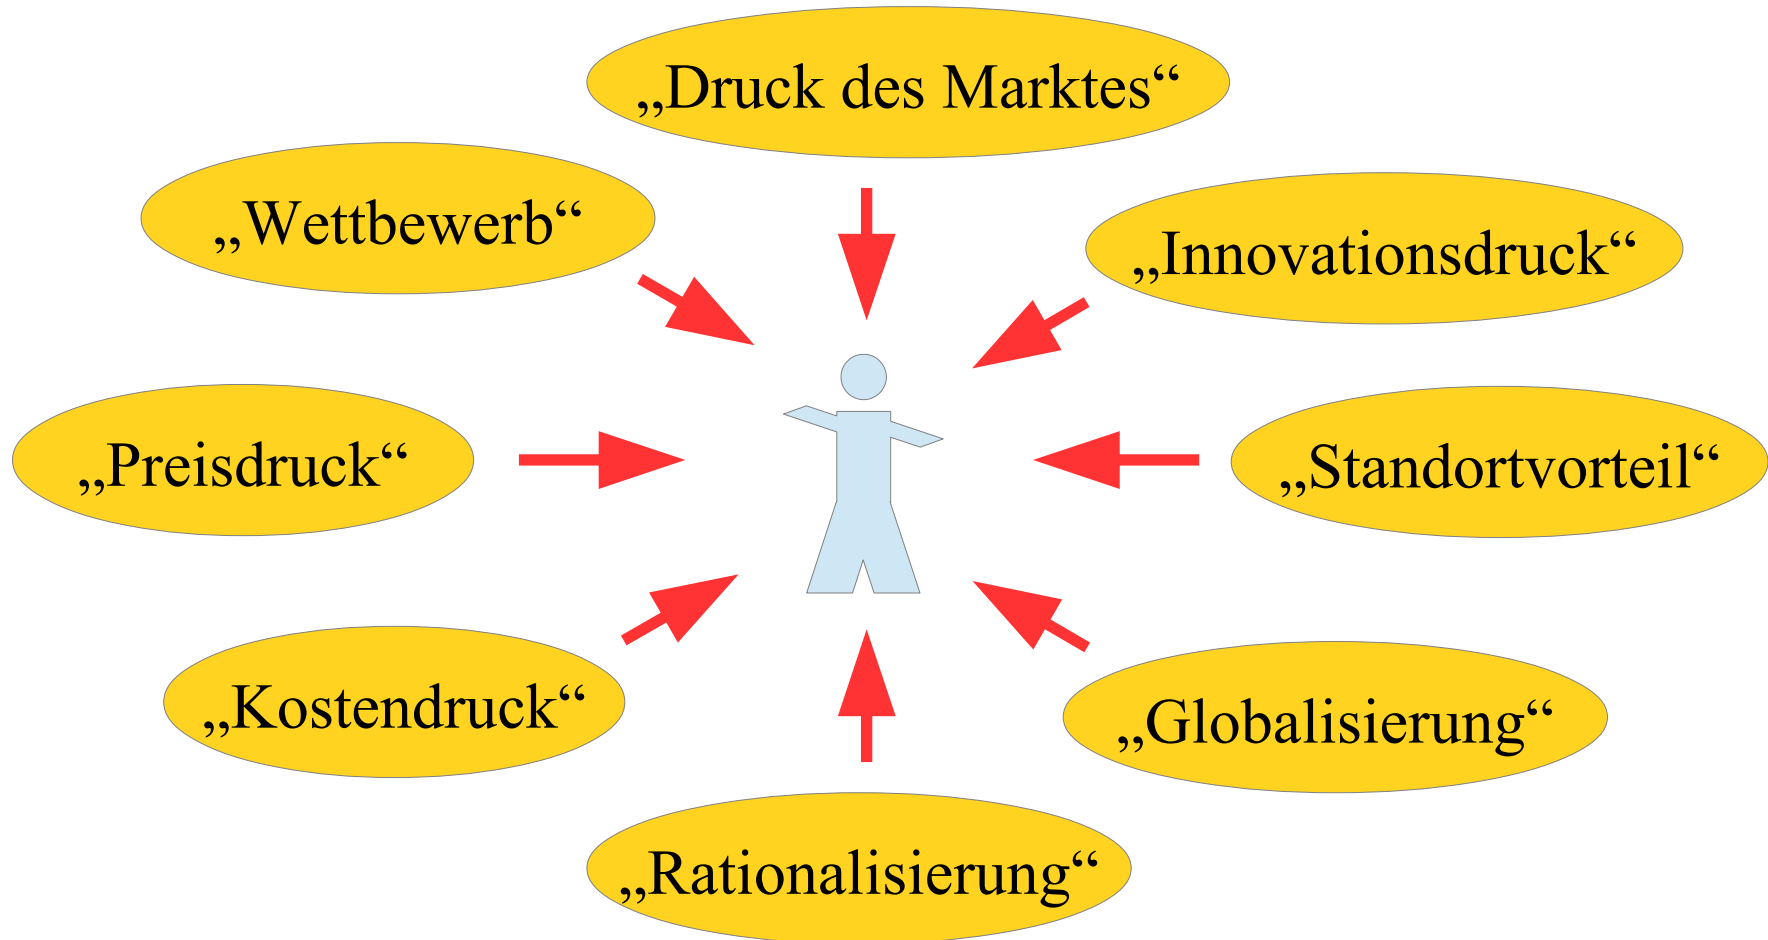 „Druck des Marktes“
„Wettbewerb“
„Innovationsdruck“
„Preisdruck“
„Standortvorteil“
„Kostendruck“
„Globalisierung“
„Rationalisierung“